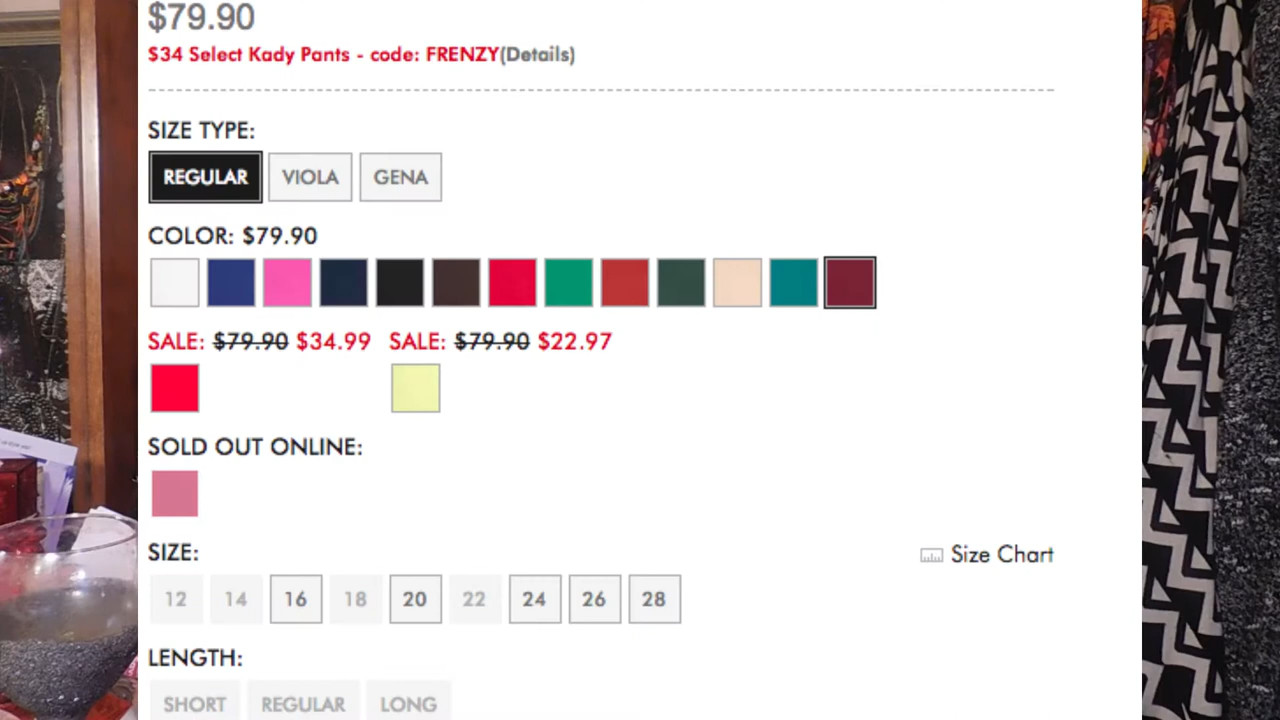 $79.90
$34 Select Kady Pants - code: FRENZY(Details)
SIZE TYPE:
REGULAR VIOLA GENA
COLOR: $79.90
SALE: $79.90 $34.99 SALE: $79.90 $22.97
SOLD OUT ONLINE:
SIZE:
Size Chart
12 14 16 18 20 22 24 26 28
LENGTH:
SHORT REGULAR LONG